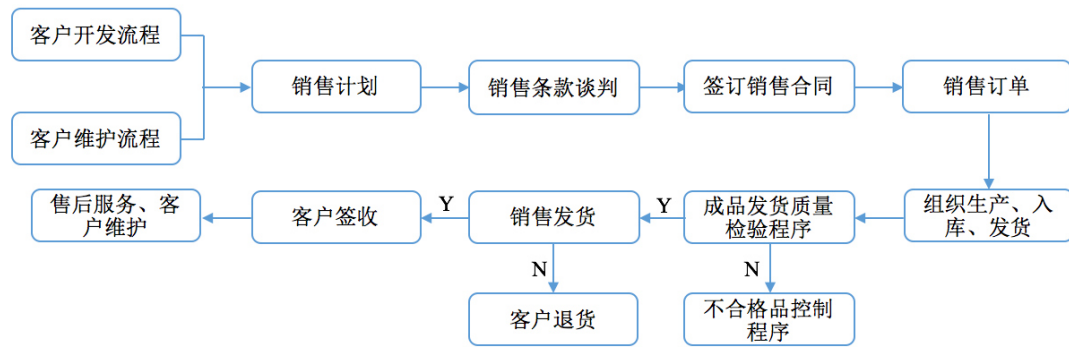 客户开发流程
客户维护流程
销售计划
销售条款谈判
签订销售合同
销售订单
组织生产、入
库、发货
成品发货质量
检验程序
Y
N
不合格品控制
程序
销售发货
Y
N
客户退货
客户签收
售后服务、客
户维护